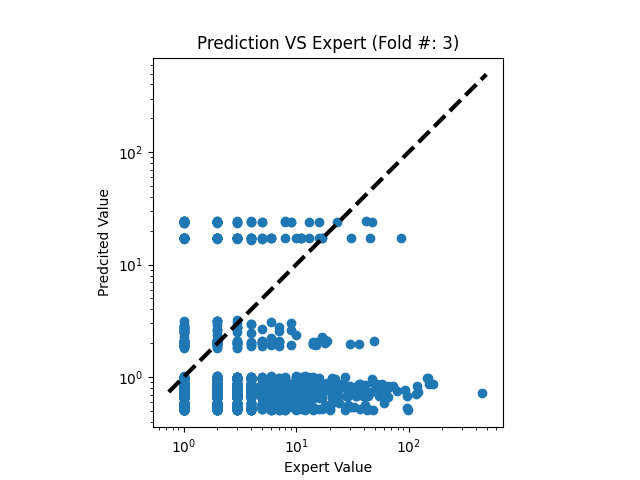 Prediction VS Expert (Fold #: 3)
Predcited Value
10²
10¹
10⁰
10⁰ 10¹ 10²
Expert Value